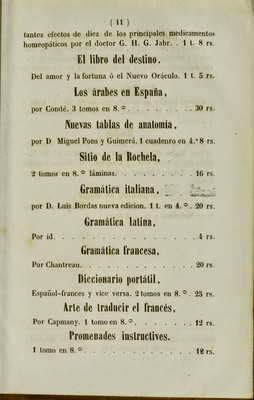 ( 11 )
tantes efectos de diez de los principales medicamentos
homeopáticos por el doctor G. H. G. Jahr. . 1 t. 8 rs.
El libro del destino.
Del amor y la fortuna ó el Nuevo Oráculo. 1 t. 5 rs.
Los árabes en España,
por Condé. 3 tomos en 8.º . . . . . . . . 30 rs.
Nuevas tablas de anatomía,
por D Miguel Pons y Guimerá. 1 cuadenro en 4.º 8 rs.
Sitio de la Rochela,
2 tomos en 8.º láminas. . . . . . . . . . 16 rs.
Gramática italiana,
por D. Luis Bordas nueva edicion. 1 t. en 4.º . 20 rs.
Gramática latina,
Por id. . . . . . . . . . . . . . . . 4 rs.
Gramática francesa,
Por Chantreau. . . . . . . . . . . . . 20 rs.
Diccionario portátil,
Español-frances y vice versa. 2 tomos en 8.º . 25 rs.
Arte de traducir el francés,
Por Capmany. 1 tomo en 8.º . . . . . . . 12 rs.
Promenades instructives.
1 tomo en 8.º . . . . . . . . . . . . 12 rs.